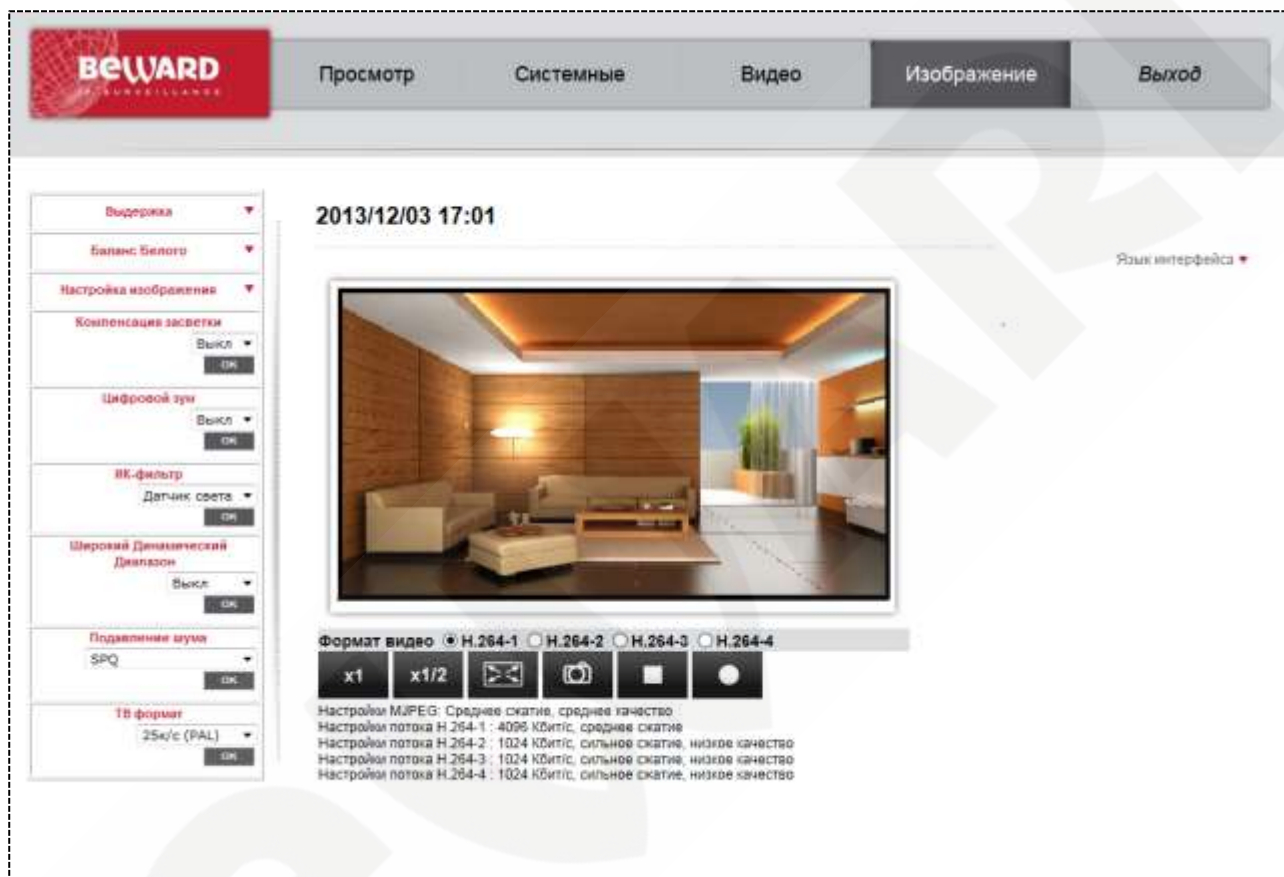 BEWARD
IP SURVEILLANCE
Просмотр
Системные
Видео
Изображение
Выход
Выдержка
Баланс Белого
Настройка изображения
Компенсация засветки
Выкл
OK
Цифровой зум
Выкл
OK
ИК-фильтр
Датчик света
OK
Широкий Динамический
Диапазон
Выкл
OK
Подавление шума
SPQ
OK
ТВ формат
25к/с (PAL)
OK
2013/12/03 17:01
Язык интерфейса
Формат видео H.264-1 H.264-2 H.264-3 H.264-4
x1
x1/2
Настройки MJPEG: Среднее сжатие, среднее качество
Настройки потока H.264-1 : 4096 Кбит/с, среднее сжатие
Настройки потока H.264-2 : 1024 Кбит/с, сильное сжатие, низкое качество
Настройки потока H.264-3 : 1024 Кбит/с, сильное сжатие, низкое качество
Настройки потока H.264-4 : 1024 Кбит/с, сильное сжатие, низкое качество